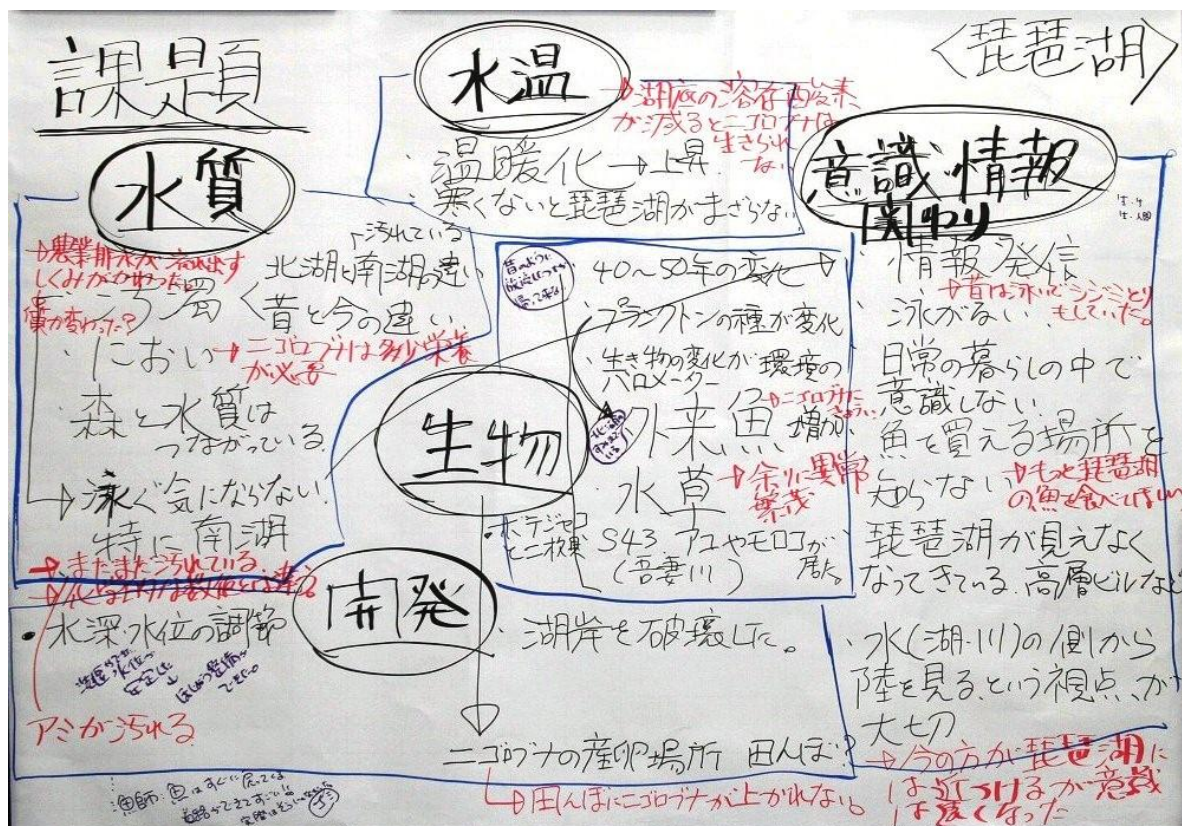 課題
〈琵琶湖〉
水温
→湖底の溶存酸素
が減るとニゴロブナは
生きられ
ない
・温暖化→上昇
・寒くないと琵琶湖がまざらない
水質
→農業排水が流れ出す
しくみがかわった。
質が変わった?
汚れている
北湖と南湖の違い
昔と今の違い
・におい→ニゴロブナは多少栄養
が必要
・森と水質は
つながっている
→泳ぐ気にならない
特に南湖
→まだまだ汚れている
生物
・40〜50年の変化→
・プランクトンの種が変化
・生き物の変化が環境の
バロメーター
・外来魚
→ニゴロブナに
増加
・水草
→余りに異常
繁茂
と二枚貝
・S43 アユやモロコが
(吾妻川)
居た。
意識・情報
関わり
・情報発信
→昔は泳いでシジミとり
もしていた。
・泳がない
・日常の暮らしの中で
意識しない
・魚を買える場所を
知らない
→もっと琵琶湖
の魚を食べてほしい
・琵琶湖が見えなく
なってきている 高層ビルなど
・水(湖・川)の側から
陸を見る、という視点が
大切
→今の方が琵琶湖に
は近づけるが意識
は遠くなった
開発
・水深・水位の調節
アミが汚れる
・湖岸を破壊した。
ニゴロブナの産卵場所 田んぼ?
→田んぼにニゴロブナが上がれない。